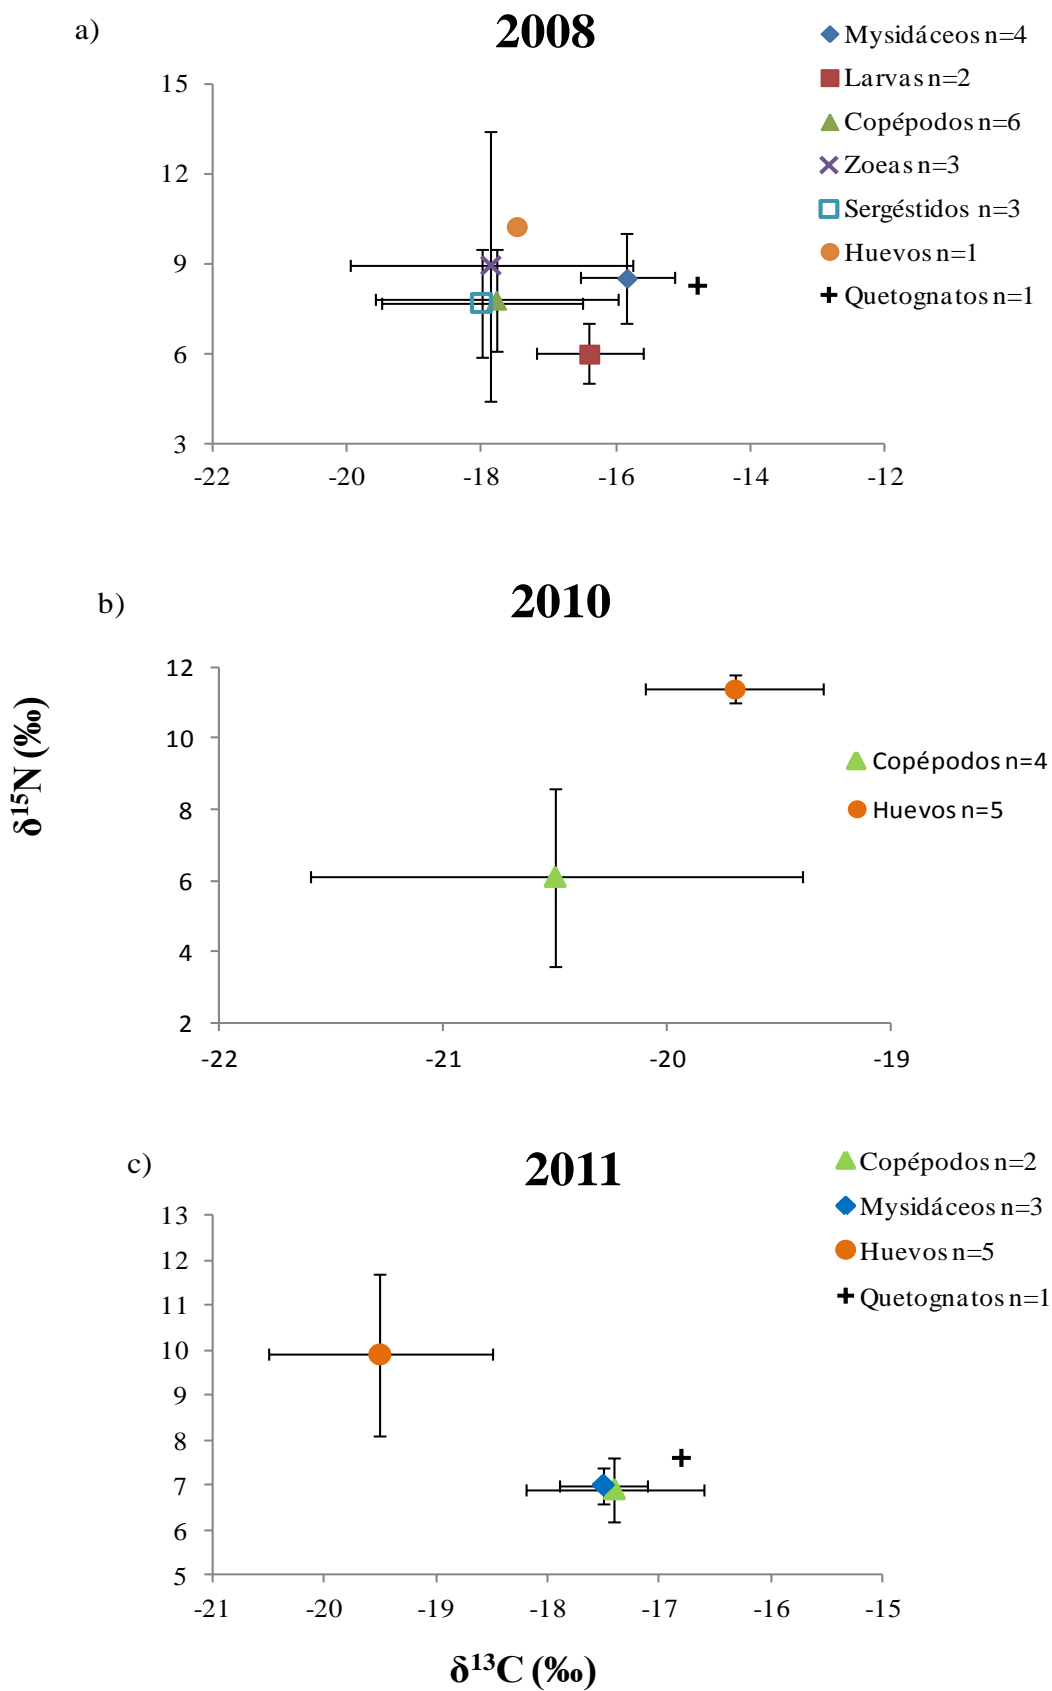 a)
2008
Mysidáceos n=4
Larvas n=2
Copépodos n=6
Zoeas n=3
Sergéstidos n=3
Huevos n=1
Quetognatos n=1
15
12
9
6
3
-22 -20 -18 -16 -14 -12
b)
2010
δ¹⁵N (‰)
12
10
8
6
4
2
Copépodos n=4
Huevos n=5
-22 -21 -20 -19
c)
2011
Copépodos n=2
Mysidáceos n=3
Huevos n=5
Quetognatos n=1
13
12
11
10
9
8
7
6
5
-21 -20 -19 -18 -17 -16 -15
δ¹³C (‰)